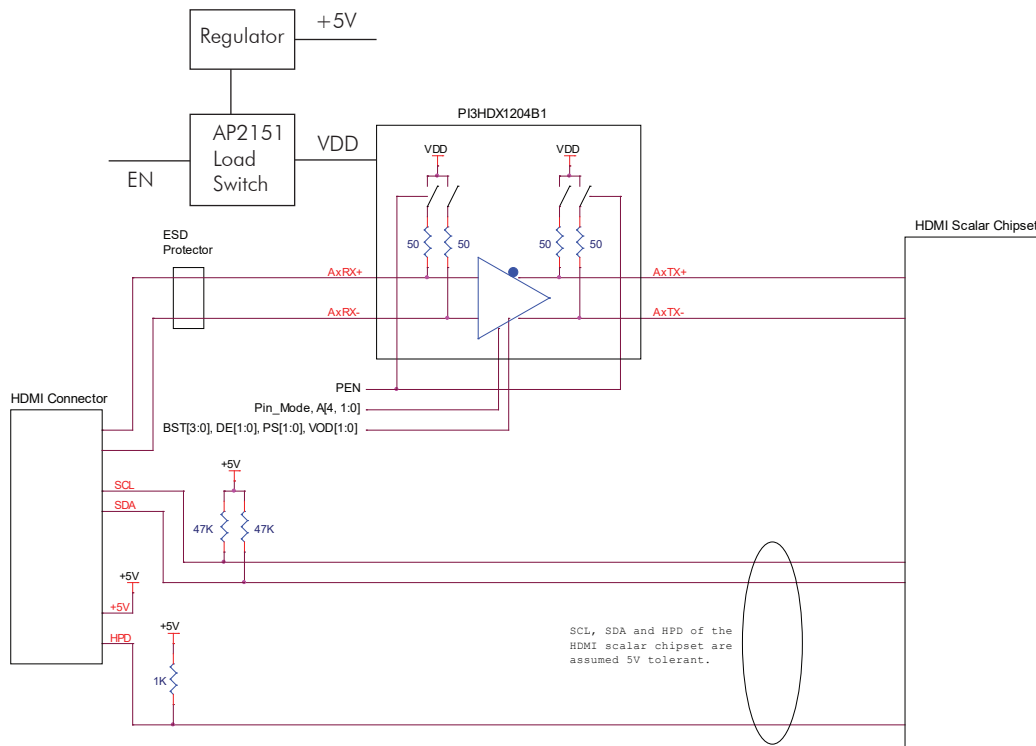 Regulator
+5V
AP2151
Load
Switch
VDD
EN
PI3HDX1204B1
VDD
VDD
50
50
50
50
ESD
Protector
HDMI Scalar Chipset
AxRX+
AxTX+
AxRX-
AxTX-
PEN
Pin_Mode, A[4, 1:0]
BST[3:0], DE[1:0], PS[1:0], VOD[1:0]
HDMI Connector
SCL
SDA
+5V
47K
47K
+5V
+5V
HPD
+5V
1K
SCL, SDA and HPD of the
HDMI scalar chipset are
assumed 5V tolerant.